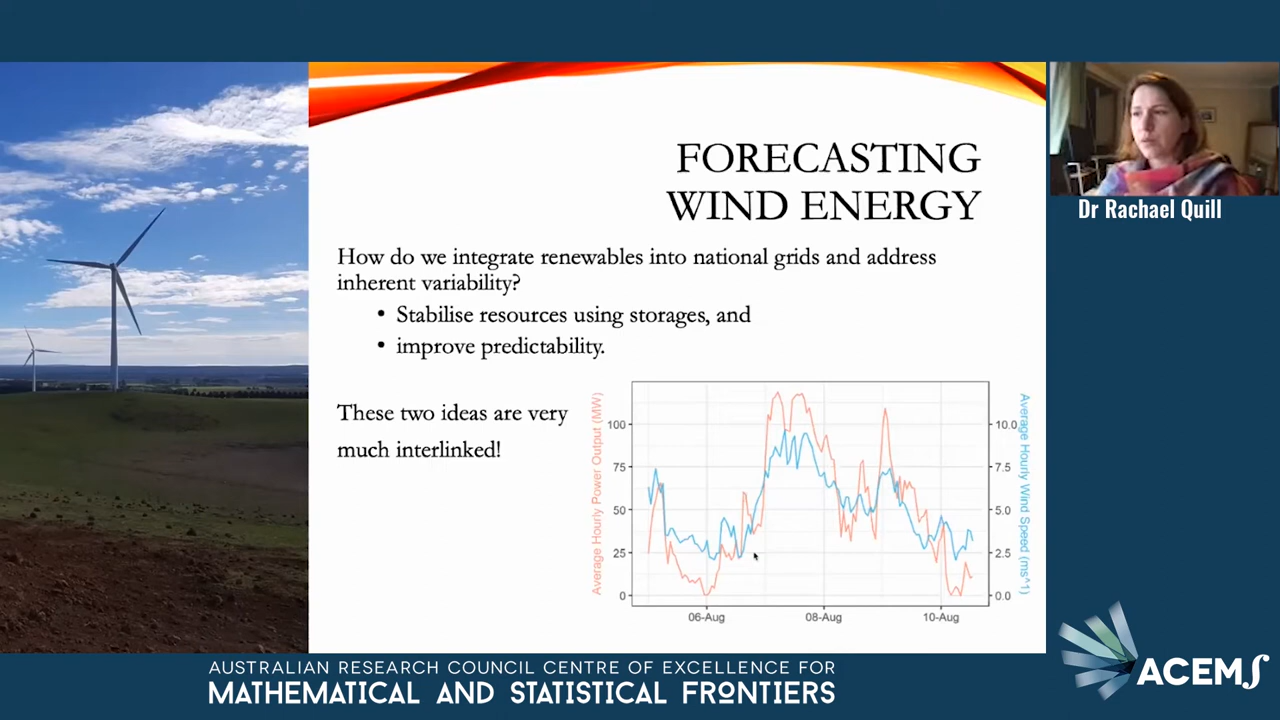 FORECASTING
WIND ENERGY
How do we integrate renewables into national grids and address
inherent variability?
• Stabilise resources using storages, and
• improve predictability.
These two ideas are very
much interlinked!
Average Hourly Power Output (MW)
100
75
50
25
0
10.0
7.5
5.0
2.5
0.0
Average Hourly Wind Speed (ms^1)
06-Aug
08-Aug
10-Aug
Dr Rachael Quill
AUSTRALIAN RESEARCH COUNCIL CENTRE OF EXCELLENCE FOR
MATHEMATICAL AND STATISTICAL FRONTIERS
ACEMS